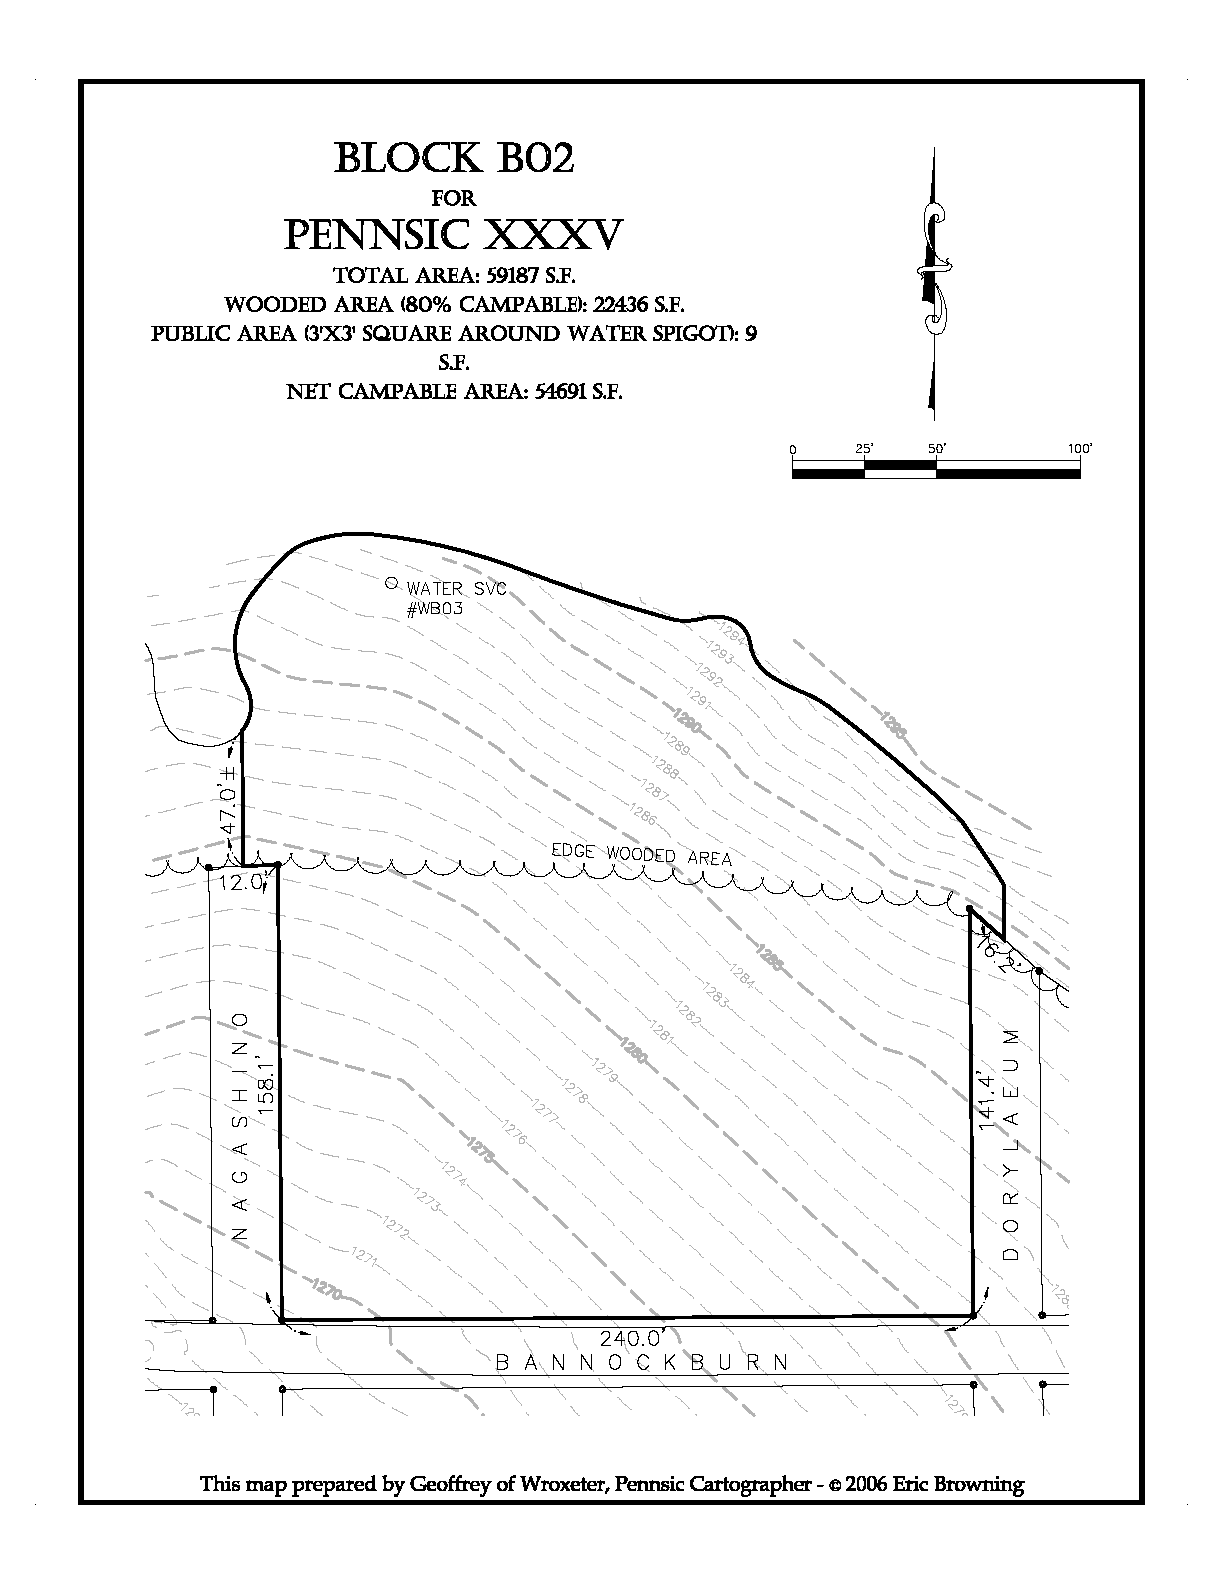 BLOCK B02
FOR
PENNSIC XXXV
TOTAL AREA: 59187 S.F.
WOODED AREA (80% CAMPABLE): 22436 S.F.
PUBLIC AREA (3'X3' SQUARE AROUND WATER SPIGOT): 9
S.F.
NET CAMPABLE AREA: 54691 S.F.
0 25' 50' 100'
WATER SVC
#WB03
1294
1293
1292
1291
1290
1289
1288
1287
1286
1295
47.0'±
12.0'
EDGE WOODED AREA
16.2'
1285
1284
1283
1282
1281
1280
1279
1278
1277
1276
1275
1274
1273
1272
1271
1270
NAGASHINO
158.1'
141.4'
DORYLAEUM
240.0'
BANNOCKBURN
This map prepared by Geoffrey of Wroxeter, Pennsic Cartographer - © 2006 Eric Browning